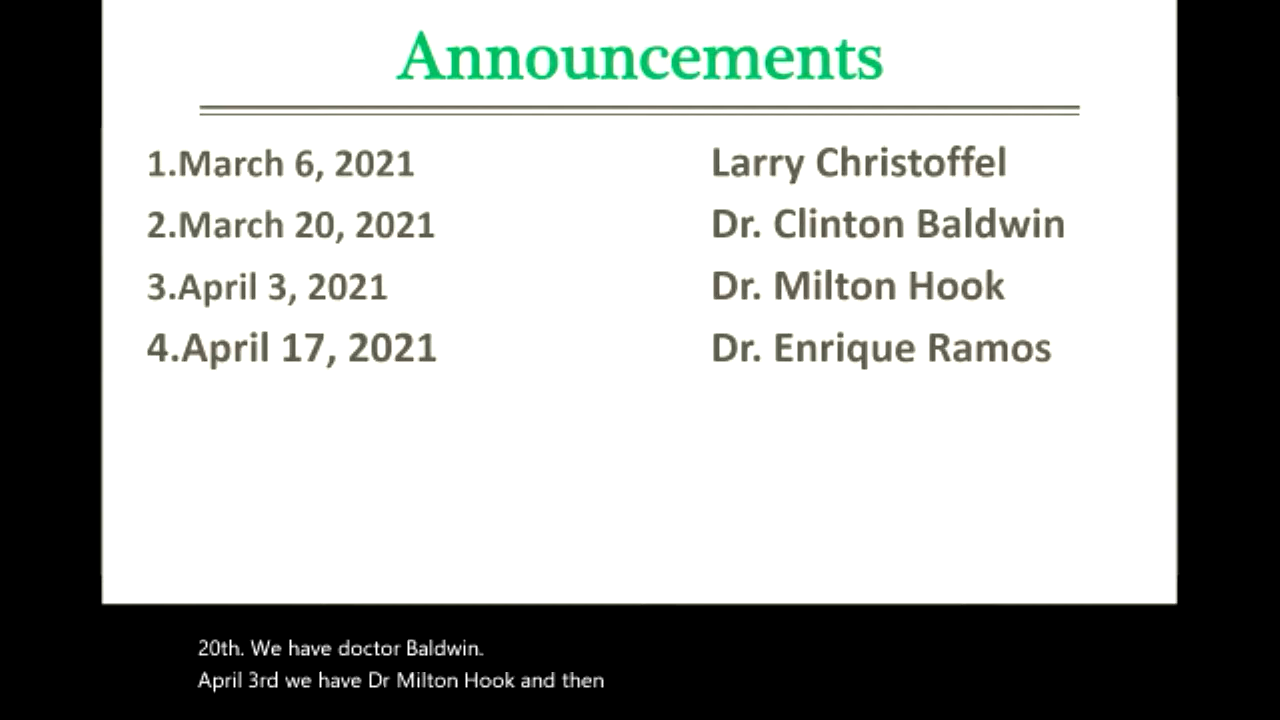 Announcements
1.March 6, 2021 Larry Christoffel
2.March 20, 2021 Dr. Clinton Baldwin
3.April 3, 2021 Dr. Milton Hook
4.April 17, 2021 Dr. Enrique Ramos
20th. We have doctor Baldwin.
April 3rd we have Dr Milton Hook and then